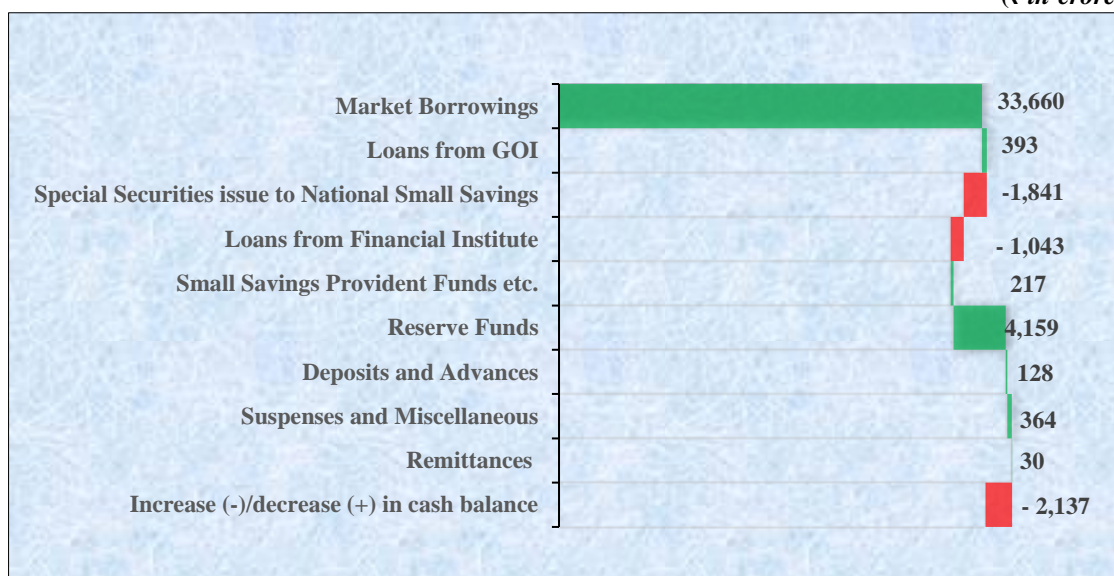 (₹ in crore
Market Borrowings 33,660
Loans from GOI 393
Special Securities issue to National Small Savings -1,841
Loans from Financial Institute - 1,043
Small Savings Provident Funds etc. 217
Reserve Funds 4,159
Deposits and Advances 128
Suspenses and Miscellaneous 364
Remittances 30
Increase (-)/decrease (+) in cash balance - 2,137